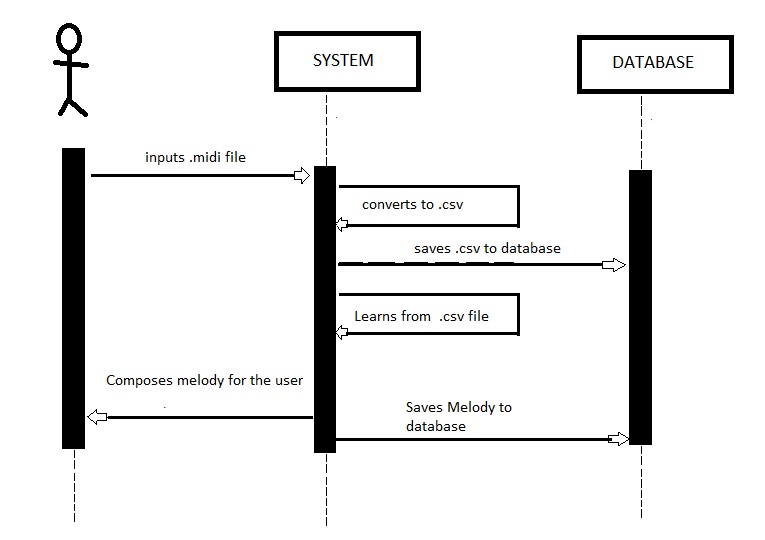 SYSTEM
DATABASE
inputs .midi file
converts to .csv
saves .csv to database
Learns from  .csv file
Composes melody for the user
Saves Melody to
database